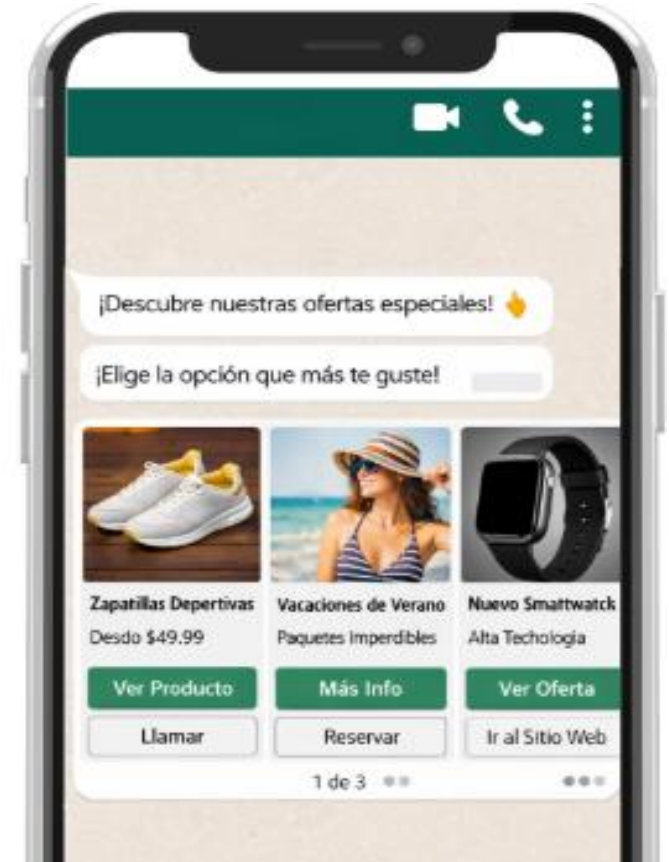 ¡Descubre nuestras ofertas especiales! 👆
¡Elige la opción que más te guste!
Zapatillas Depertivas
Desdo $49.99
Ver Producto
Llamar
Vacaciones de Verano
Paquetes Imperdibles
Más Info
Reservar
Nuevo Smattwatck
Alta Techologia
Ver Oferta
Ir al Sitio Web
1 de 3